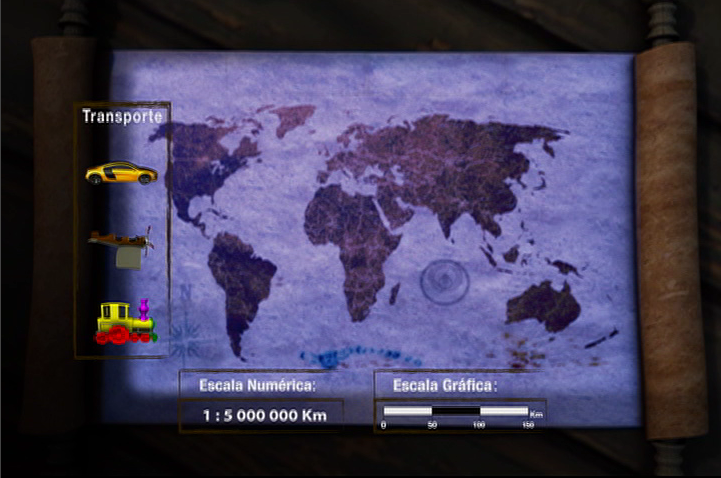 Transporte
Escala Numérica:
Escala Gráfica:
1 : 5 000 000 Km
Km
0 50 100 150